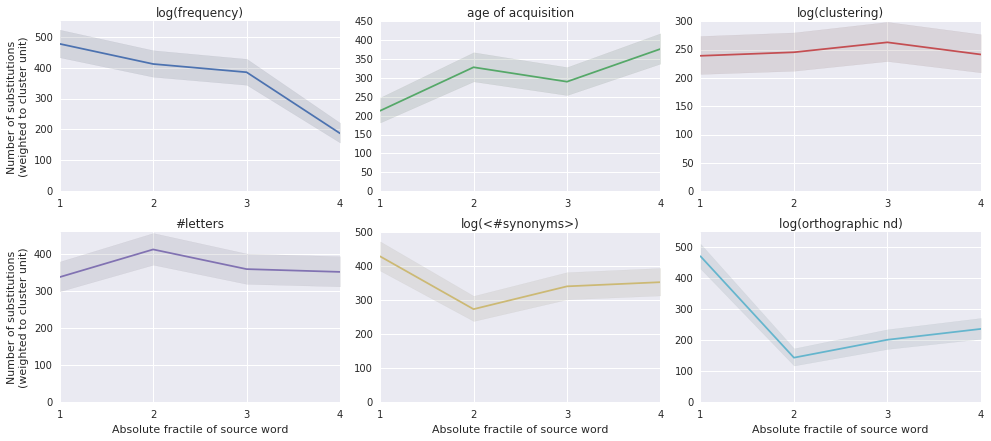 log(frequency)
age of acquisition
log(clustering)
Number of substitutions
(weighted to cluster unit)
500
400
300
200
100
0
1 2 3 4
450
400
350
300
250
200
150
100
50
0
1 2 3 4
300
250
200
150
100
50
0
1 2 3 4
#letters
log(<#synonyms>)
log(orthographic nd)
Number of substitutions
(weighted to cluster unit)
400
300
200
100
0
1 2 3 4
Absolute fractile of source word
500
400
300
200
100
0
1 2 3 4
Absolute fractile of source word
500
400
300
200
100
0
1 2 3 4
Absolute fractile of source word